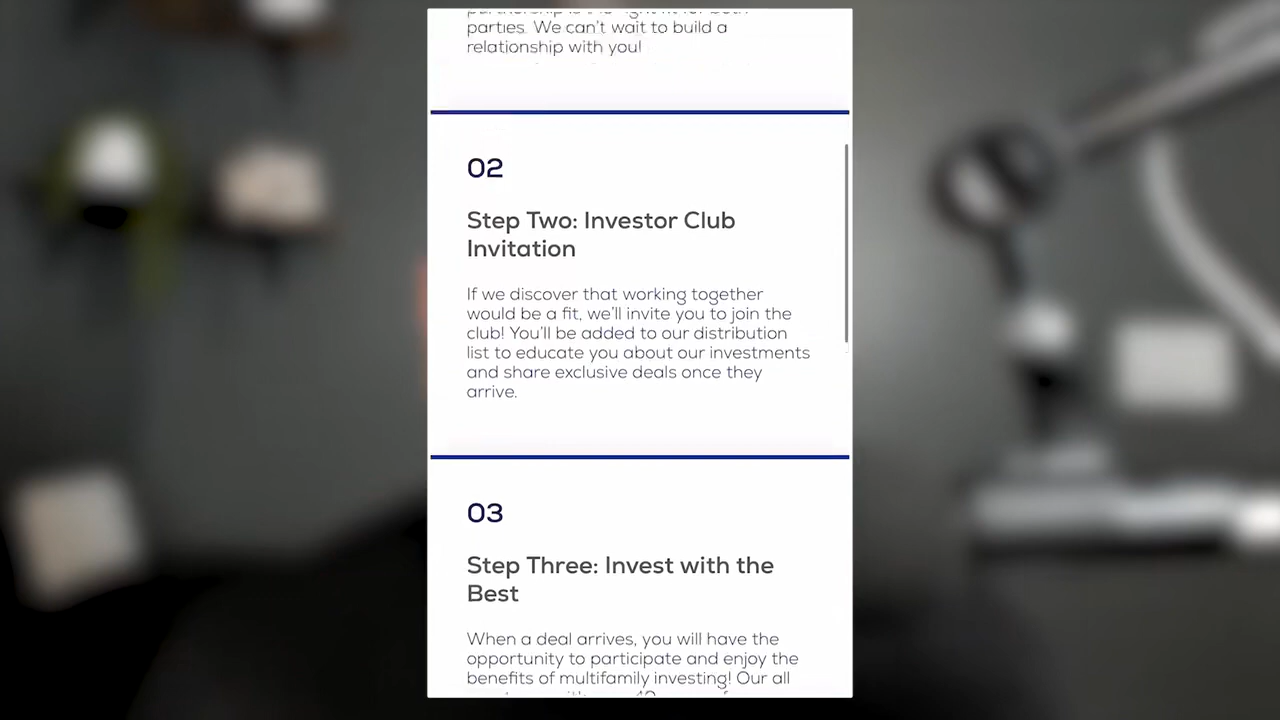 parties. We can't wait to build a
relationship with you!
02
Step Two: Investor Club
Invitation
If we discover that working together
would be a fit, we'll invite you to join the
club! You'll be added to our distribution
list to educate you about our investments
and share exclusive deals once they
arrive.
03
Step Three: Invest with the
Best
When a deal arrives, you will have the
opportunity to participate and enjoy the
benefits of multifamily investing! Our all